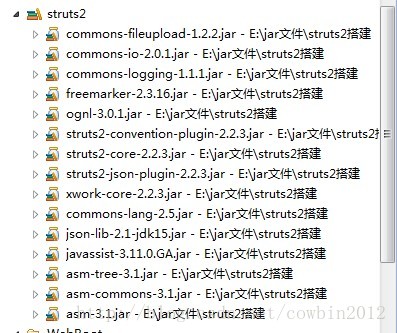 struts2
commons-fileupload-1.2.2.jar - E:\jar文件\struts2搭建
commons-io-2.0.1.jar - E:\jar文件\struts2搭建
commons-logging-1.1.1.jar - E:\jar文件\struts2搭建
freemarker-2.3.16.jar - E:\jar文件\struts2搭建
ognl-3.0.1.jar - E:\jar文件\struts2搭建
struts2-convention-plugin-2.2.3.jar - E:\jar文件\struts2搭建
struts2-core-2.2.3.jar - E:\jar文件\struts2搭建
struts2-json-plugin-2.2.3.jar - E:\jar文件\struts2搭建
xwork-core-2.2.3.jar - E:\jar文件\struts2搭建
commons-lang-2.5.jar - E:\jar文件\struts2搭建
json-lib-2.1-jdk15.jar - E:\jar文件\struts2搭建
javassist-3.11.0.GA.jar - E:\jar文件\struts2搭建
asm-tree-3.1.jar - E:\jar文件\struts2搭建
asm-commons-3.1.jar - E:\jar文件\struts2搭建
asm-3.1.jar - E:\jar文件\struts2搭建
WebRoot